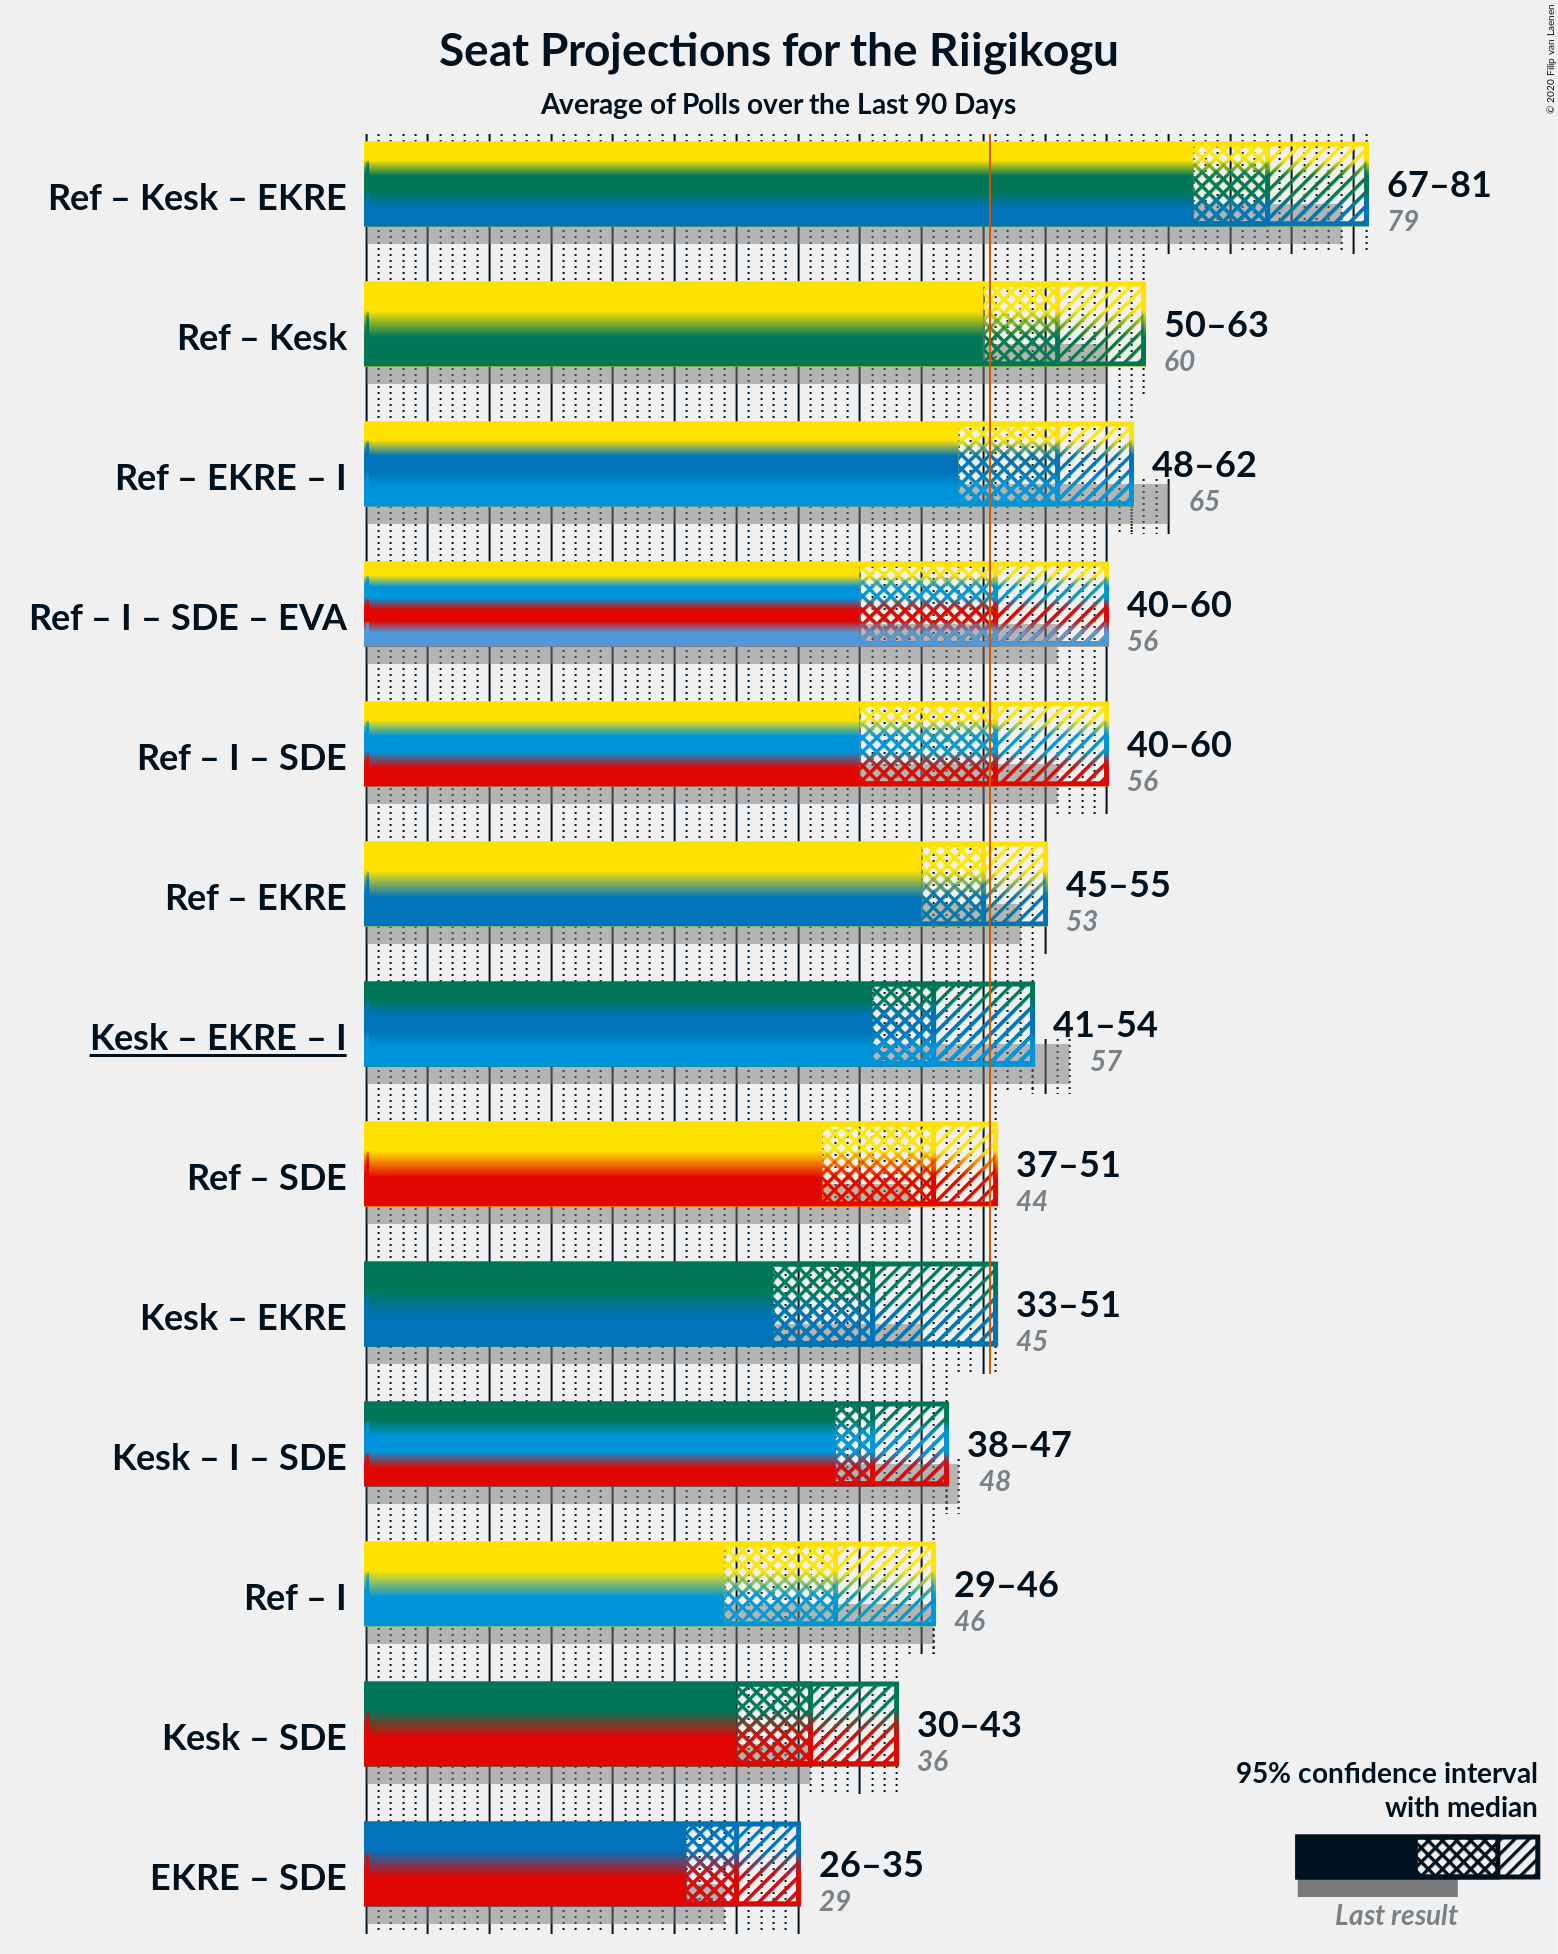 Seat Projections for the Riigikogu
Average of Polls over the Last 90 Days
© 2020 Filip van Laenen
Ref – Kesk – EKRE
67–81
79
Ref – Kesk
50–63
60
Ref – EKRE – I
48–62
65
Ref – I – SDE – EVA
40–60
56
Ref – I – SDE
40–60
56
Ref – EKRE
45–55
53
Kesk – EKRE – I
41–54
57
Ref – SDE
37–51
44
Kesk – EKRE
33–51
45
Kesk – I – SDE
38–47
48
Ref – I
29–46
46
Kesk – SDE
30–43
36
EKRE – SDE
26–35
29
95% confidence interval
with median
Last result